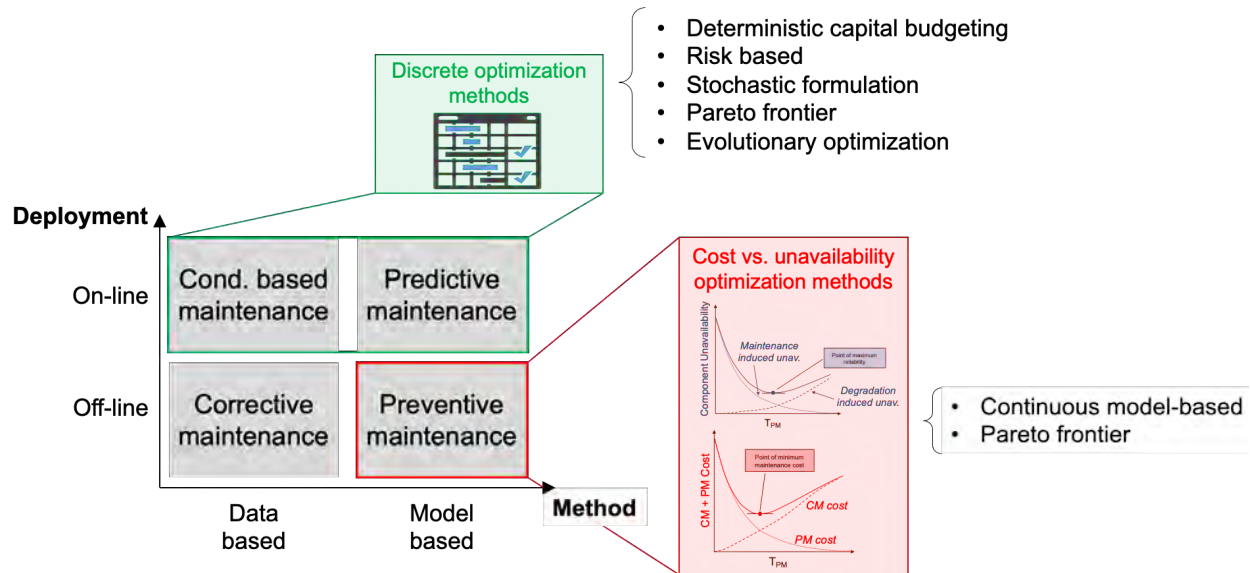 • Deterministic capital budgeting
• Risk based
• Stochastic formulation
• Pareto frontier
• Evolutionary optimization
Discrete optimization
methods
Deployment
On-line
Cond. based
maintenance
Predictive
maintenance
Off-line
Corrective
maintenance
Preventive
maintenance
Data
based
Model
based
Method
Cost vs. unavailability
optimization methods
Component Unavailability
Maintenance
induced unav.
Point of maximum
reliability
Degradation
induced unav.
TPM
CM + PM Cost
Point of minimum
maintenance cost
CM cost
PM cost
TPM
• Continuous model-based
• Pareto frontier